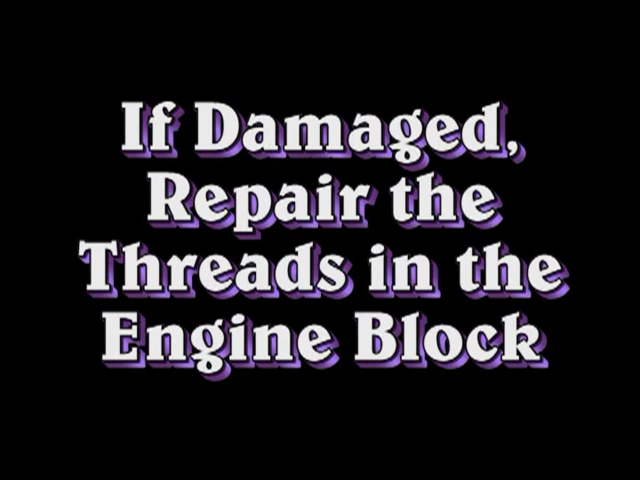 If Damaged,
Repair the
Threads in the
Engine Block